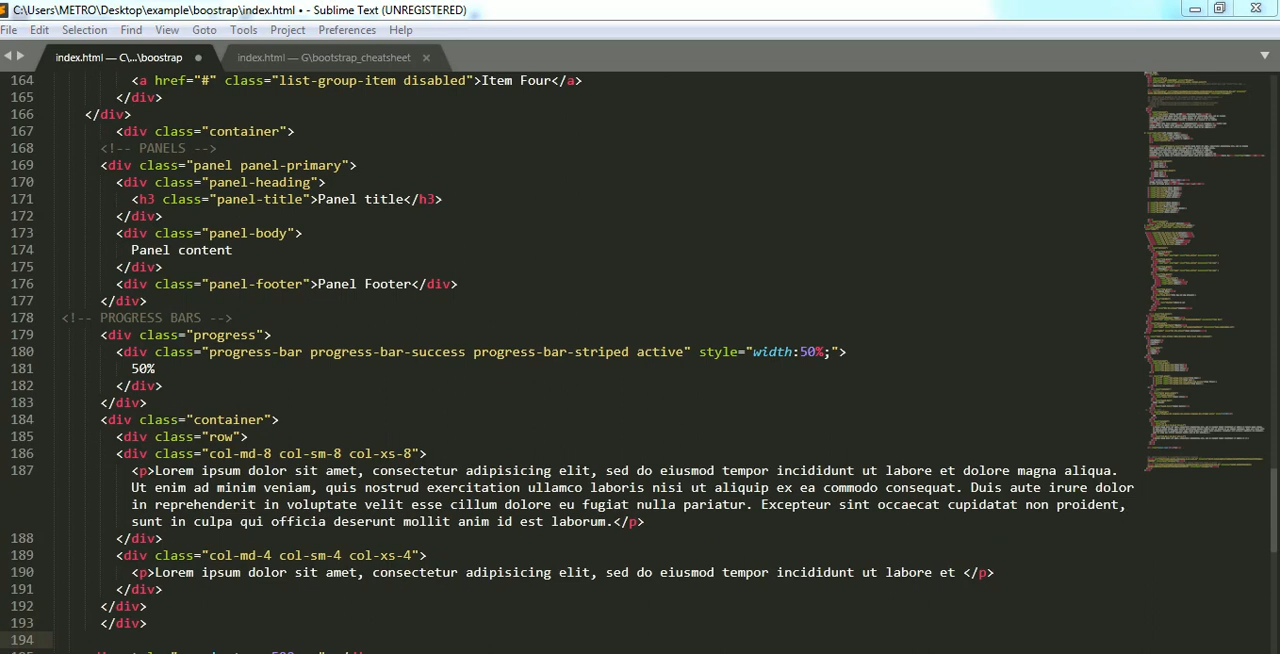 C:\Users\METRO\Desktop\example\boostrap\index.html • - Sublime Text (UNREGISTERED)
File Edit Selection View Goto Tools Project Preferences Help
index.html — C\...\boostrap index.html — G\bootstrap_cheatsheet
164 <a href="#" class="list-group-item disabled">Item Four</a>
165 </div>
166 </div>
167 <div class="container">
168 <!-- PANELS -->
169 <div class="panel panel-primary">
170 <div class="panel-heading">
171 <h3 class="panel-title">Panel title</h3>
172 </div>
173 <div class="panel-body">
174 Panel content
175 </div>
176 <div class="panel-footer">Panel Footer</div>
177 </div>
178 <!-- PROGRESS BARS -->
179 <div class="progress">
180 <div class="progress-bar progress-bar-success progress-bar-striped active" style="width:50%;">
181 50%
182 </div>
183 </div>
184 <div class="container">
185 <div class="row">
186 <div class="col-md-8 col-sm-8 col-xs-8">
187 <p>Lorem ipsum dolor sit amet, consectetur adipisicing elit, sed do eiusmod tempor incididunt ut labore et dolore magna aliqua.
Ut enim ad minim veniam, quis nostrud exercitation ullamco laboris nisi ut aliquip ex ea commodo consequat. Duis aute irure dolor
in reprehenderit in voluptate velit esse cillum dolore eu fugiat nulla pariatur. Excepteur sint occaecat cupidatat non proident,
sunt in culpa qui officia deserunt mollit anim id est laborum.</p>
188 </div>
189 <div class="col-md-4 col-sm-4 col-xs-4">
190 <p>Lorem ipsum dolor sit amet, consectetur adipisicing elit, sed do eiusmod tempor incididunt ut labore et </p>
191 </div>
192 </div>
193 </div>
194